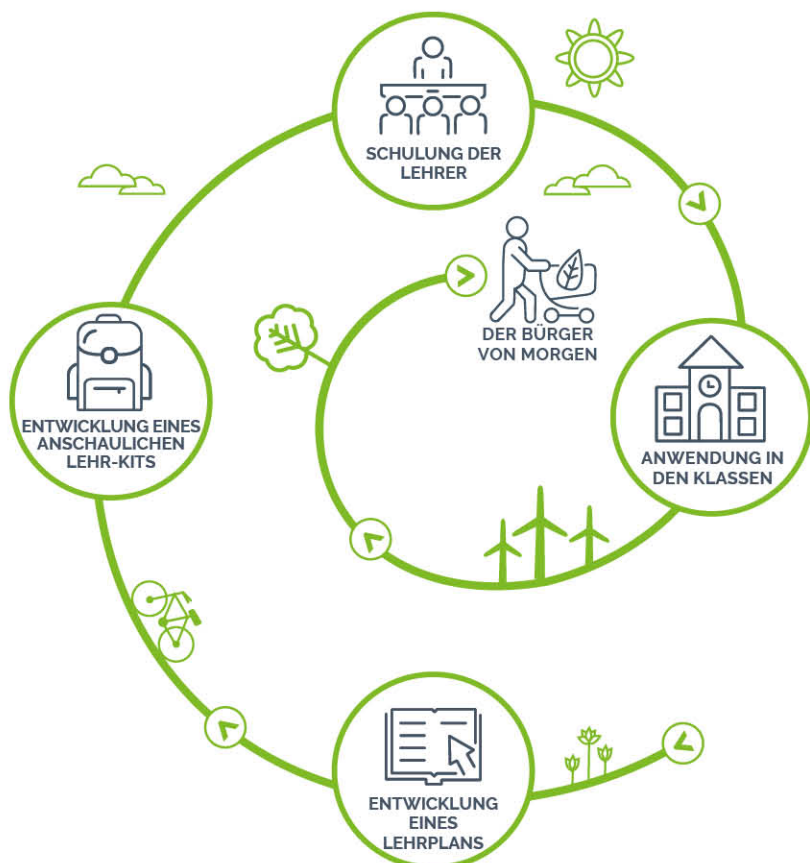 SCHULUNG DER
LEHRER
DER BÜRGER
VON MORGEN
ENTWICKLUNG EINES
ANSCHAULICHEN
LEHR-KITS
ANWENDUNG IN
DEN KLASSEN
ENTWICKLUNG
EINES
LEHRPLANS